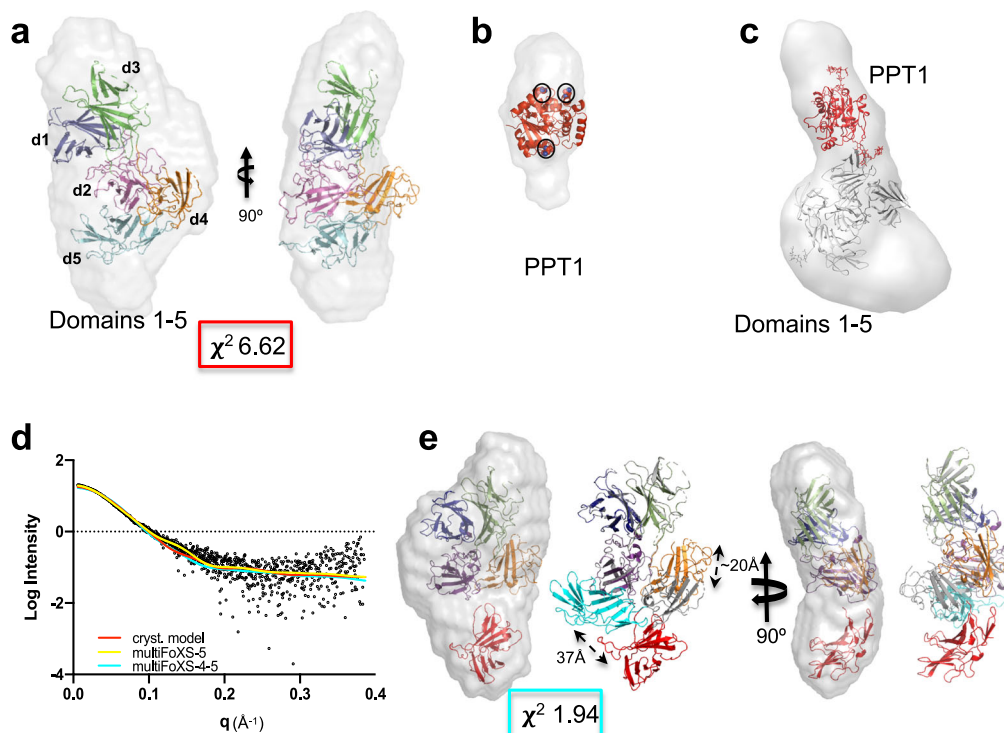 a
d3
d1
d2
d4
d5
90º
Domains 1-5
χ² 6.62
b
PPT1
c
PPT1
Domains 1-5
d
Log Intensity
2
0
-2
-4
cryst. model
multiFoXS-5
multiFoXS-4-5
0.0 0.1 0.2 0.3 0.4
q (Å⁻¹)
e
~20Å
37Å
90º
χ² 1.94